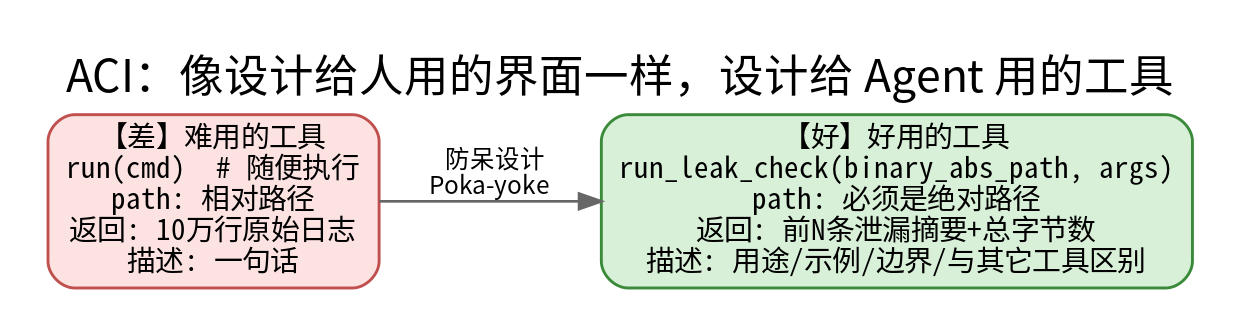 ACI：像设计给人用的界面一样，设计给 Agent 用的工具
【差】难用的工具
run(cmd)  # 随便执行
path: 相对路径
返回: 10万行原始日志
描述: 一句话
防呆设计
Poka-yoke
【好】好用的工具
run_leak_check(binary_abs_path, args)
path: 必须是绝对路径
返回: 前N条泄漏摘要+总字节数
描述: 用途/示例/边界/与其它工具区别